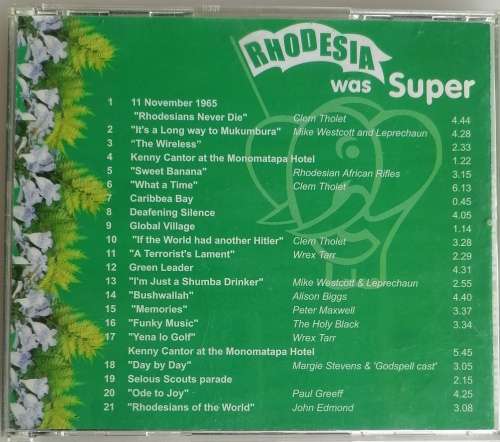 RHODESIA
was Super
1 11 November 1965
"Rhodesians Never Die" Clem Tholet 4.44
2 "It's a Long way to Mukumbura" Mike Westcott and Leprechaun 4.28
3 "The Wireless" 2.33
4 Kenny Cantor at the Monomatapa Hotel 1.22
5 "Sweet Banana" Rhodesian African Rifles 3.15
6 "What a Time" Clem Tholet 6.13
7 Caribbea Bay 0.45
8 Deafening Silence 4.05
9 Global Village 1.14
10 "If the World had another Hitler" Clem Tholet 3.28
11 "A Terrorist's Lament" Wrex Tarr 2.29
12 Green Leader 4.31
13 "I'm Just a Shumba Drinker" Mike Westcott & Leprechaun 2.55
14 "Bushwallah" Alison Biggs 4.40
15 "Memories" Peter Maxwell 3.37
16 "Funky Music" The Holy Black 3.34
17 "Yena lo Golf" Wrex Tarr
Kenny Cantor at the Monomatapa Hotel 5.45
18 "Day by Day" Margie Stevens & 'Godspell cast' 3.05
19 Selous Scouts parade 2.15
20 "Ode to Joy" Paul Greeff 4.25
21 "Rhodesians of the World" John Edmond 3.08